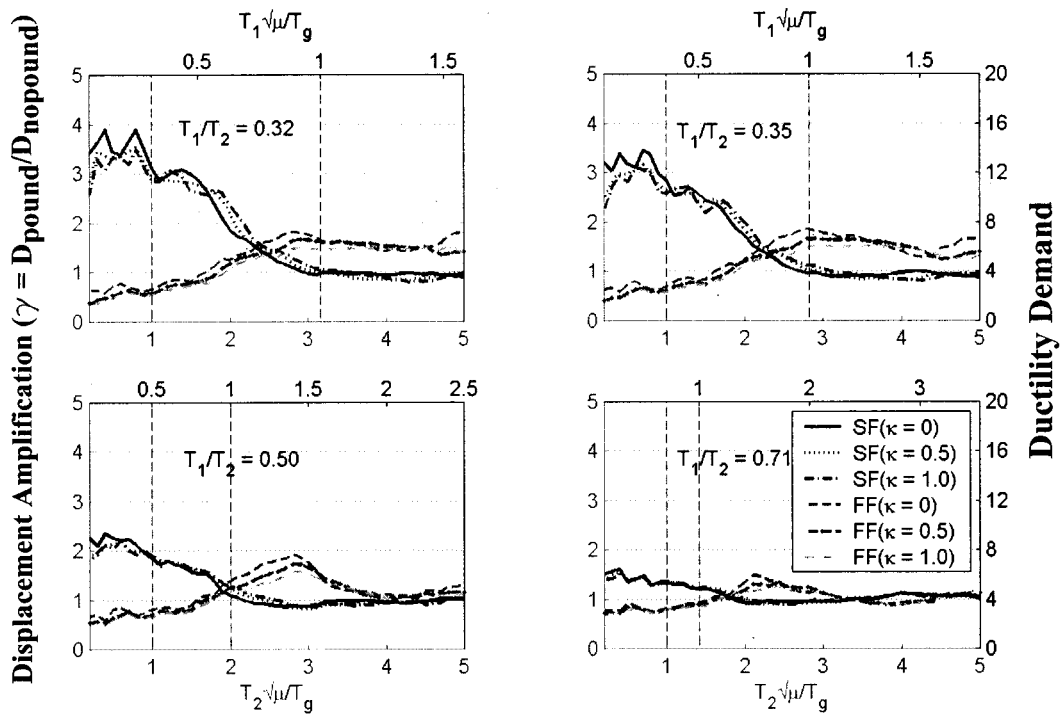 T₁√μ/Tg
T₁√μ/Tg
0.5 1 1.5
0.5 1 1.5
Displacement Amplification (γ = Dpound/Dnopound)
5
4
3
2
1
0
T₁/T₂ = 0.32
1 2 3 4 5
5
4
3
2
1
0
T₁/T₂ = 0.35
1 2 3 4 5
20
16
12
8
4
0
Ductility Demand
0.5 1 1.5 2 2.5
1 2 3
5
4
3
2
1
0
T₁/T₂ = 0.50
1 2 3 4 5
T₂√μ/Tg
5
4
3
2
1
0
T₁/T₂ = 0.71
SF(κ = 0)
SF(κ = 0.5)
SF(κ = 1.0)
FF(κ = 0)
FF(κ = 0.5)
FF(κ = 1.0)
1 2 3 4 5
T₂√μ/Tg
20
16
12
8
4
0